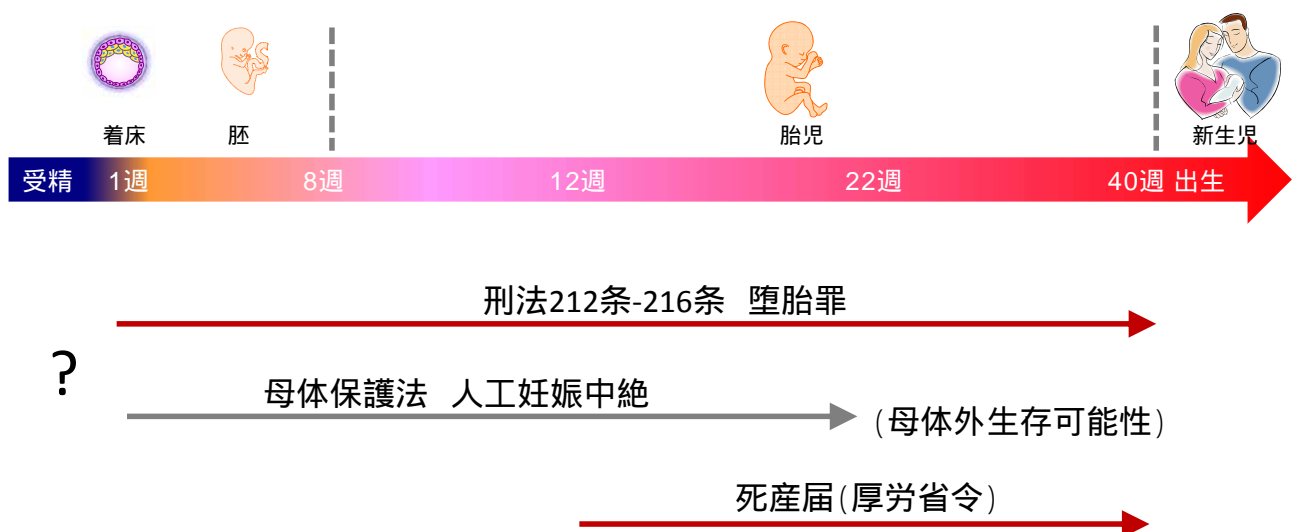 着床 胚 胎児 新生児
受精 1週 8週 12週 22週 40週 出生
刑法212条-216条 堕胎罪
?
母体保護法 人工妊娠中絶
(母体外生存可能性)
死産届(厚労省令)